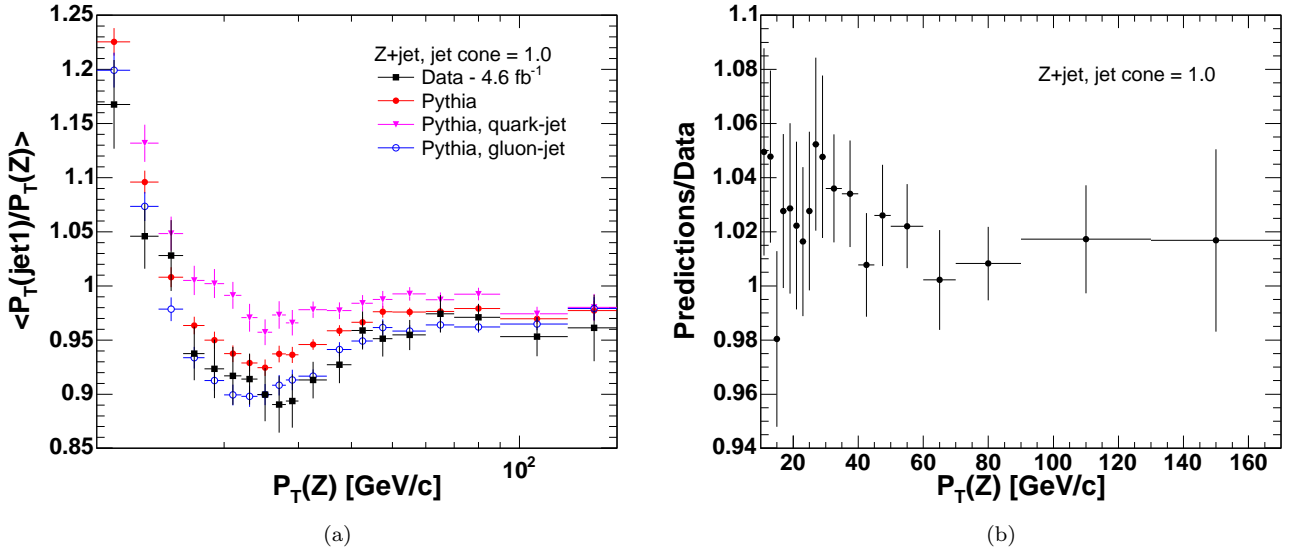 <P_T(jet1)/P_T(Z)>
1.25
1.2
1.15
1.1
1.05
1
0.95
0.9
0.85
Z+jet, jet cone = 1.0
Data - 4.6 fb⁻¹
Pythia
Pythia, quark-jet
Pythia, gluon-jet
10²
P_T(Z) [GeV/c]
(a)
Predictions/Data
1.1
1.08
1.06
1.04
1.02
1
0.98
0.96
0.94
Z+jet, jet cone = 1.0
20 40 60 80 100 120 140 160
P_T(Z) [GeV/c]
(b)